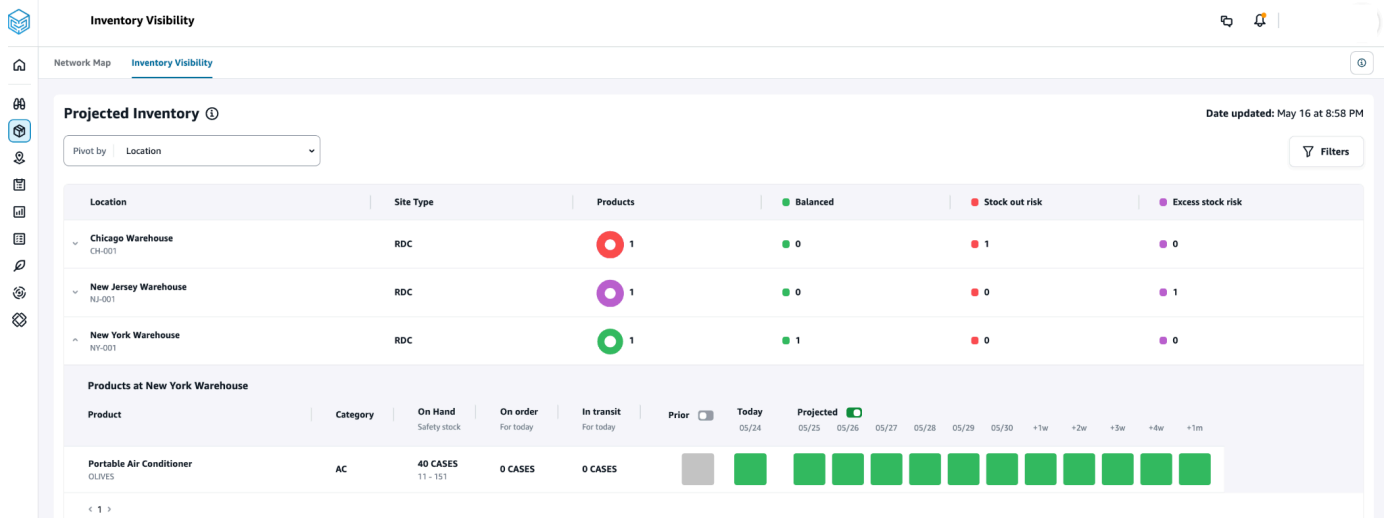 Inventory Visibility
Network Map Inventory Visibility
Projected Inventory
Date updated: May 16 at 8:58 PM
Pivot by Location
Filters
Location Site Type Products Balanced Stock out risk Excess stock risk
Chicago Warehouse RDC 1 0 1 0
CH-001
New Jersey Warehouse RDC 1 0 0 1
NJ-001
New York Warehouse RDC 1 1 0 0
NY-001
Products at New York Warehouse
Product Category On Hand On order In transit Prior Today Projected
Safety stock For today For today 05/24 05/25 05/26 05/27 05/28 05/29 05/30 +1w +2w +3w +4w +1m
Portable Air Conditioner AC 40 CASES 0 CASES 0 CASES
OLIVES 11 - 151
‹ 1 ›